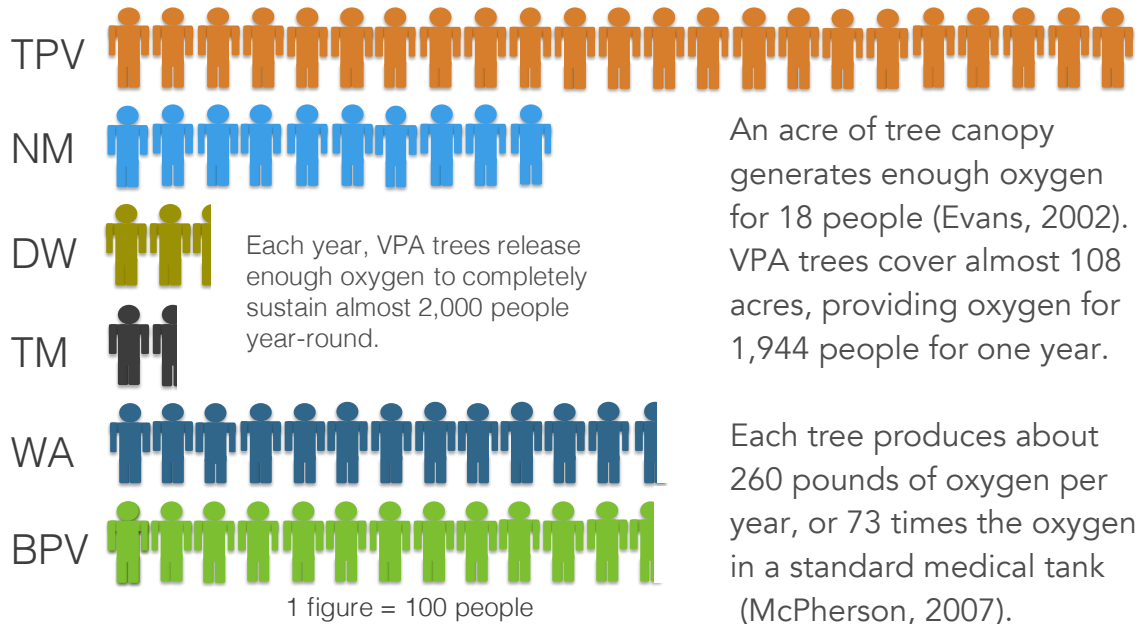 TPV
NM
DW
TM
WA
BPV
Each year, VPA trees release
enough oxygen to completely
sustain almost 2,000 people
year-round.
1 figure = 100 people
An acre of tree canopy
generates enough oxygen
for 18 people (Evans, 2002).
VPA trees cover almost 108
acres, providing oxygen for
1,944 people for one year.
Each tree produces about
260 pounds of oxygen per
year, or 73 times the oxygen
in a standard medical tank
(McPherson, 2007).